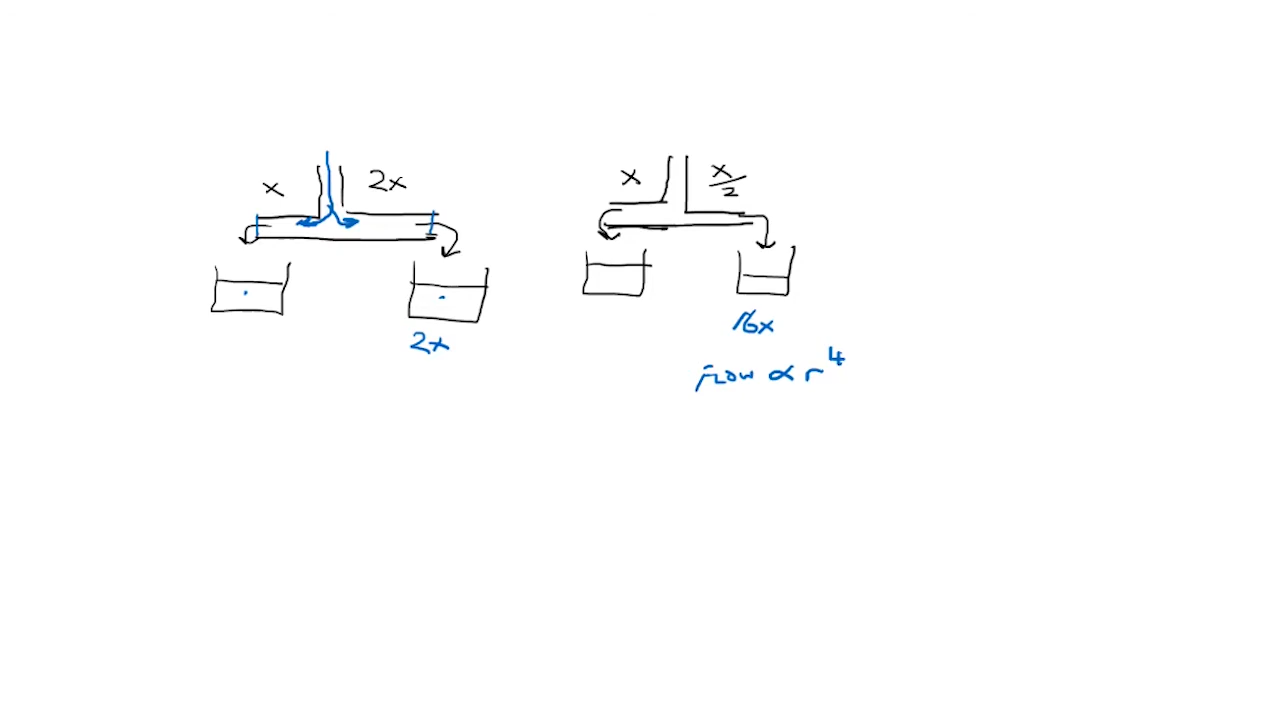 x 2x
x x/2
2x
16x
flow ∝ r⁴